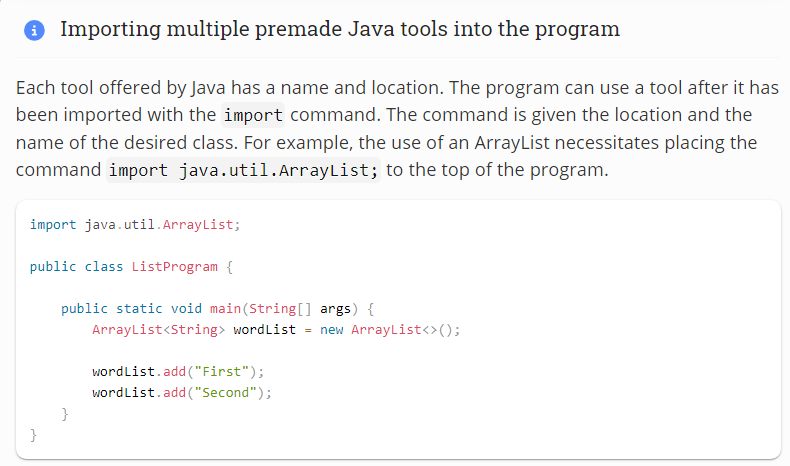 Importing multiple premade Java tools into the program
Each tool offered by Java has a name and location. The program can use a tool after it has
been imported with the import command. The command is given the location and the
name of the desired class. For example, the use of an ArrayList necessitates placing the
command import java.util.ArrayList; to the top of the program.
import java.util.ArrayList;
public class ListProgram {
public static void main(String[] args) {
ArrayList<String> wordList = new ArrayList<>();
wordList.add("First");
wordList.add("Second");
}
}